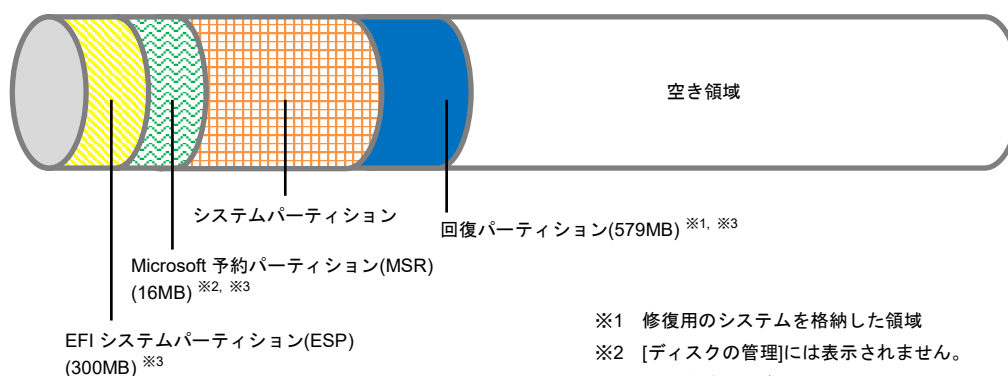 空き領域
システムパーティション
回復パーティション(579MB) ※1, ※3
Microsoft 予約パーティション(MSR)
(16MB) ※2, ※3
EFI システムパーティション(ESP)
(300MB) ※3
※1 修復用のシステムを格納した領域
※2 [ディスクの管理]には表示されません。